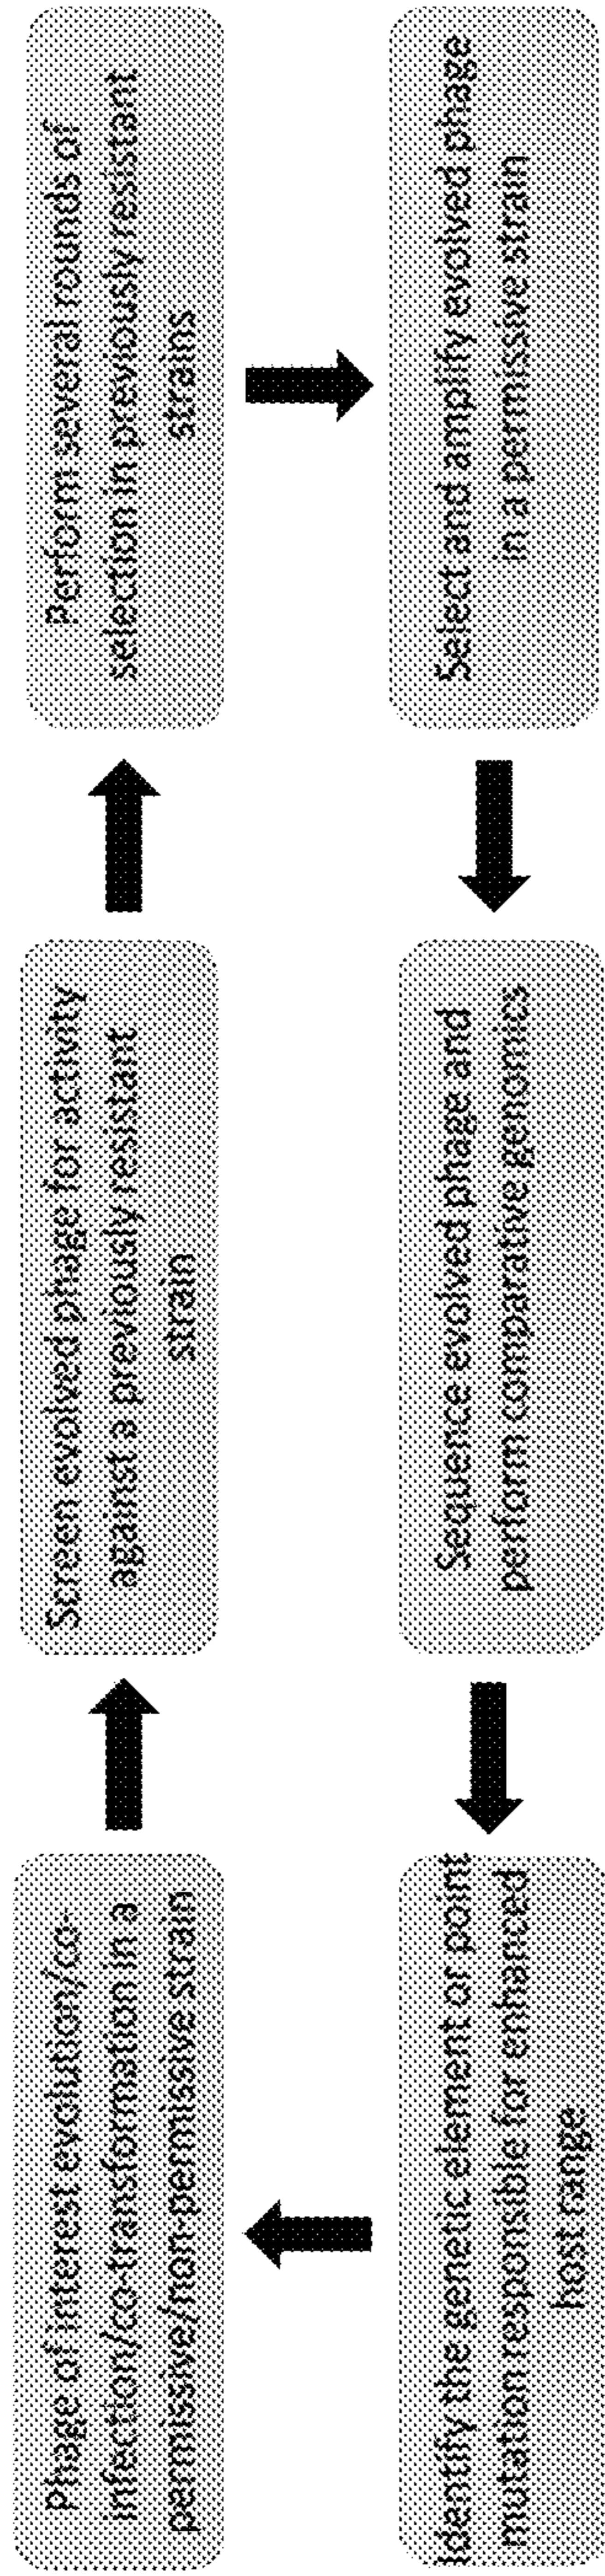 Phage of interest evolution/co-
infection/co-transformation in a
permissive/non-permissive strain
Screen evolved phage for activity
against a previously resistant
strain
Perform several rounds of
selection in previously resistant
strains
Select and amplify evolved phage
in a permissive strain
Sequence evolved phage and
perform comparative genomics
Identify the genetic element or point
mutation responsible for enhanced
host range